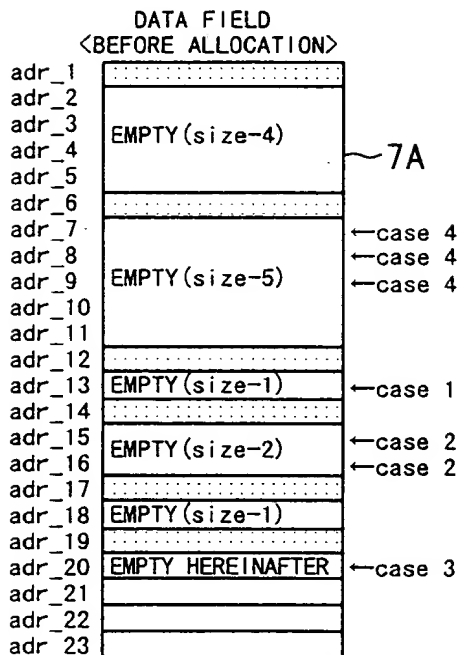 DATA FIELD
<BEFORE ALLOCATION>
adr_1
adr_2
adr_3
adr_4
EMPTY(size-4)
7A
adr_5
adr_6
adr_7
←case 4
adr_8
←case 4
adr_9
EMPTY(size-5)
←case 4
adr_10
adr_11
adr_12
adr_13
EMPTY(size-1)
←case 1
adr_14
adr_15
EMPTY(size-2)
←case 2
adr_16
←case 2
adr_17
adr_18
EMPTY(size-1)
adr_19
adr_20
EMPTY HEREINAFTER
←case 3
adr_21
adr_22
adr_23